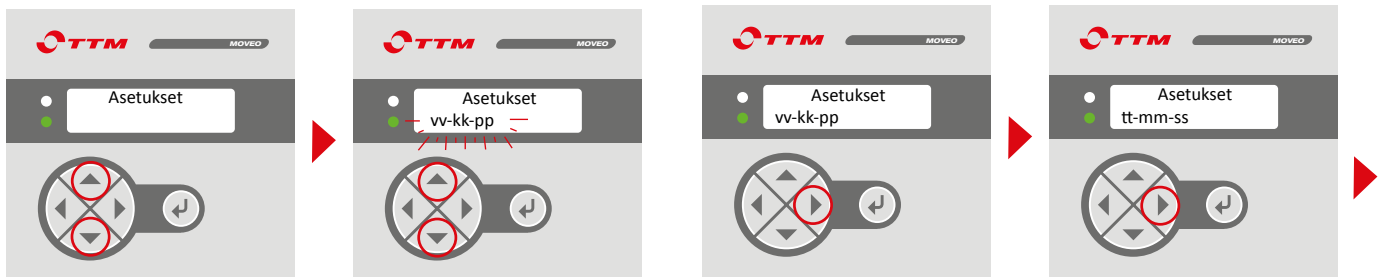 TTM MOVEO
Asetukset
TTM MOVEO
Asetukset
vv-kk-pp
TTM MOVEO
Asetukset
vv-kk-pp
TTM MOVEO
Asetukset
tt-mm-ss